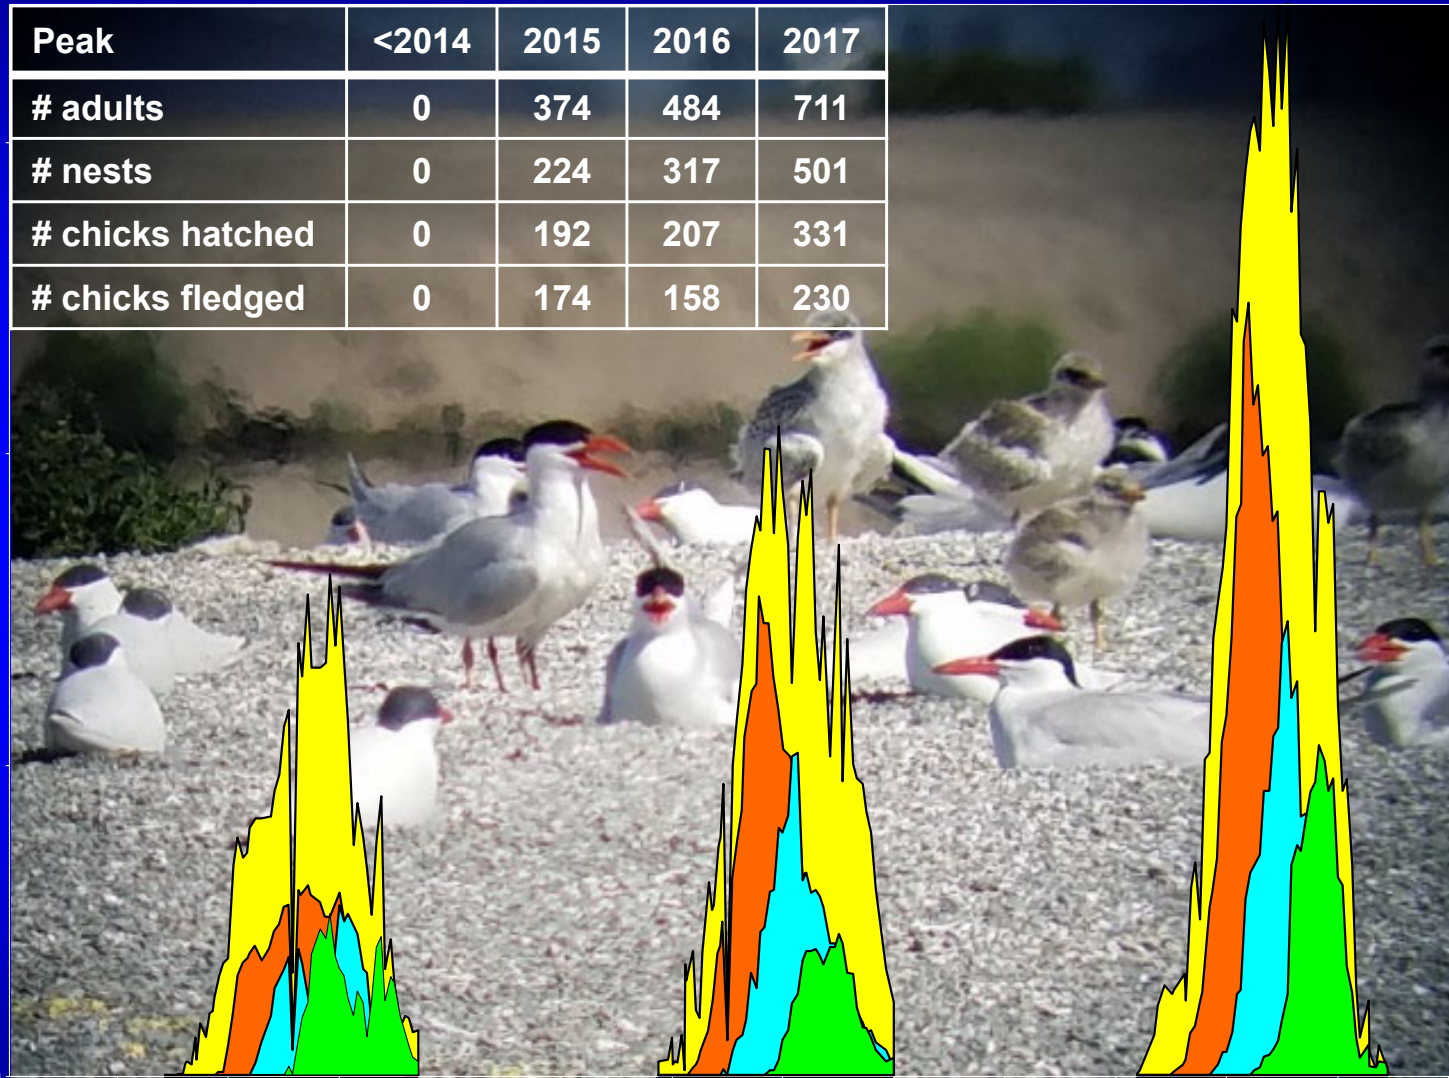 Peak <2014 2015 2016 2017
# adults 0 374 484 711
# nests 0 224 317 501
# chicks hatched 0 192 207 331
# chicks fledged 0 174 158 230